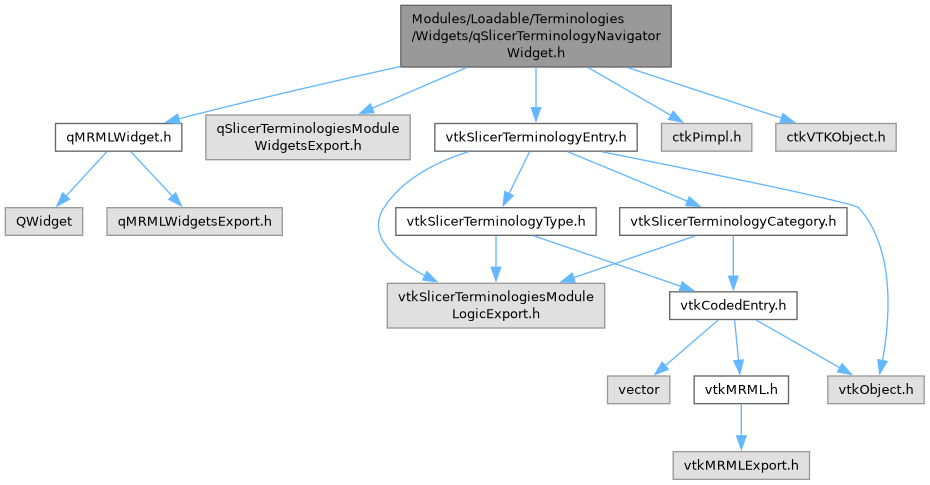 Modules/Loadable/Terminologies
/Widgets/qSlicerTerminologyNavigator
Widget.h
qMRMLWidget.h
qSlicerTerminologiesModule
WidgetsExport.h
vtkSlicerTerminologyEntry.h
ctkPimpl.h
ctkVTKObject.h
QWidget
qMRMLWidgetsExport.h
vtkSlicerTerminologyType.h
vtkSlicerTerminologyCategory.h
vtkSlicerTerminologiesModule
LogicExport.h
vtkCodedEntry.h
vector
vtkMRML.h
vtkObject.h
vtkMRMLExport.h